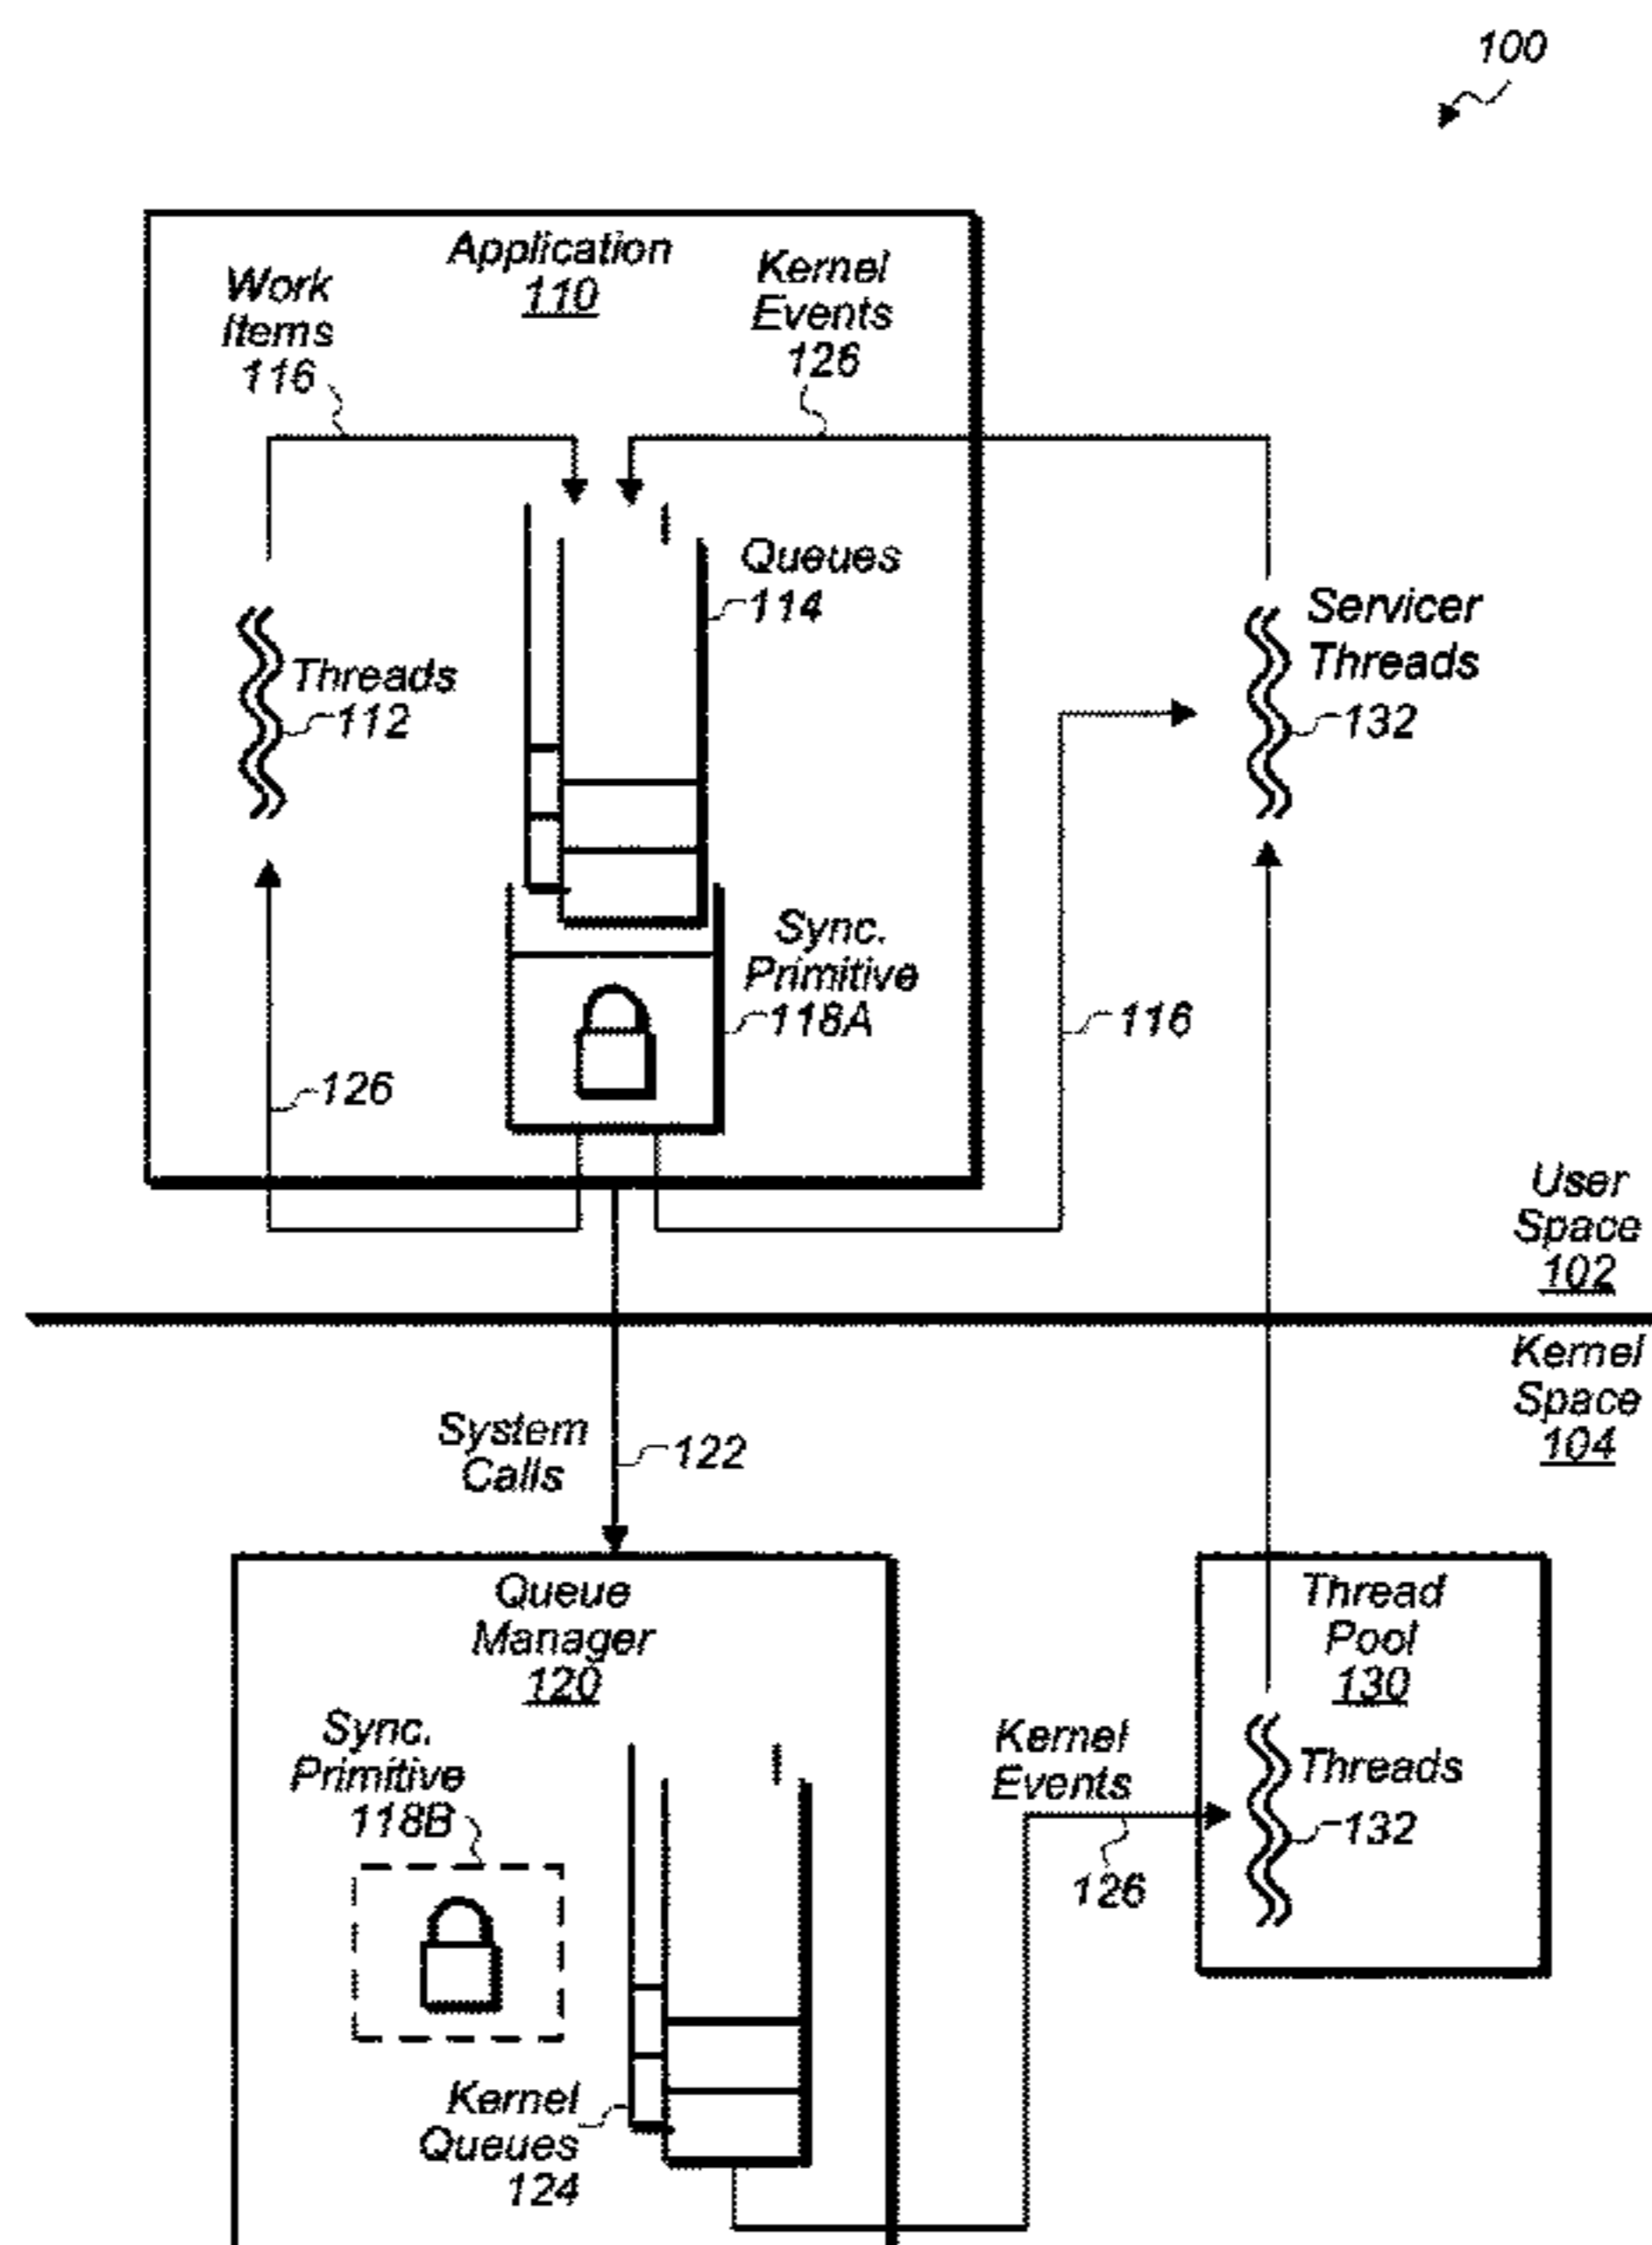 100
Application
110
Work
Items
116
Kernel
Events
126
Queues
114
Threads
112
Servicer
Threads
132
Sync.
Primitive
118A
116
126
User
Space
102
Kernel
Space
104
System
Calls
122
Queue
Manager
120
Thread
Pool
130
Sync.
Primitive
118B
Kernel
Events
126
Threads
132
Kernel
Queues
124